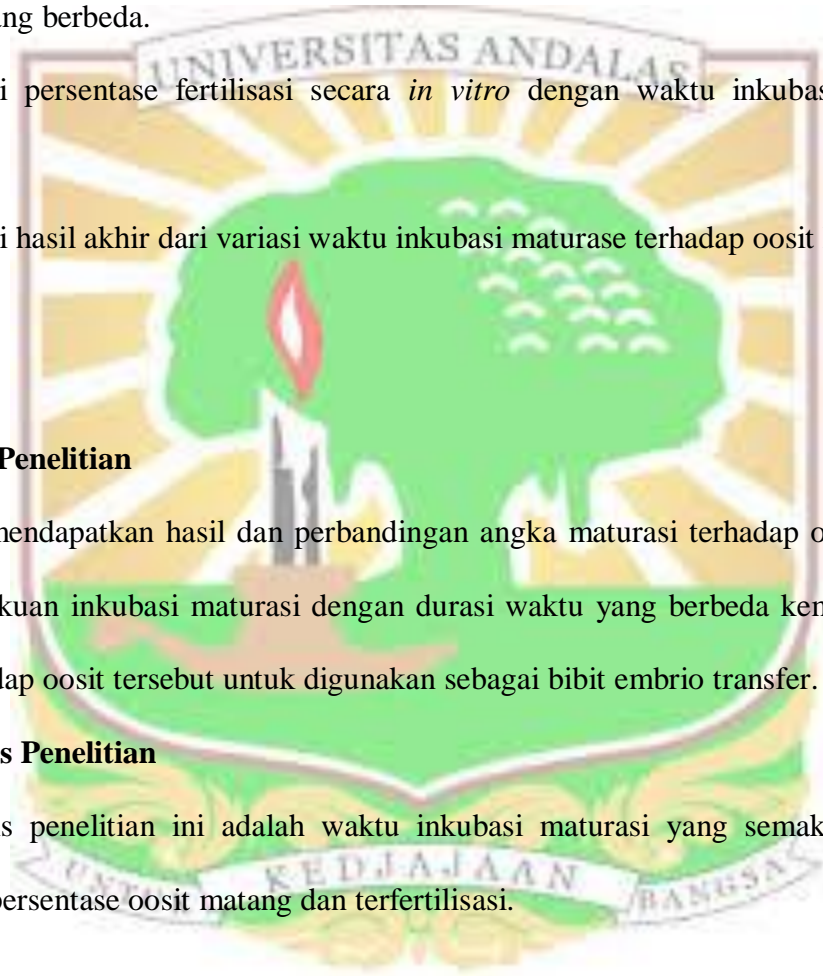 ang berbeda.
UNIVERSITAS ANDALAS
i persentase fertilisasi secara in vitro dengan waktu inkubas
i hasil akhir dari variasi waktu inkubasi maturase terhadap oosit
Penelitian
mendapatkan hasil dan perbandingan angka maturasi terhadap o
kuan inkubasi maturasi dengan durasi waktu yang berbeda ken
dap oosit tersebut untuk digunakan sebagai bibit embrio transfer.
s Penelitian
is penelitian ini adalah waktu inkubasi maturasi yang semak
persentase oosit matang dan terfertilisasi.
UNTUK KEDJAJAAN BANGSA